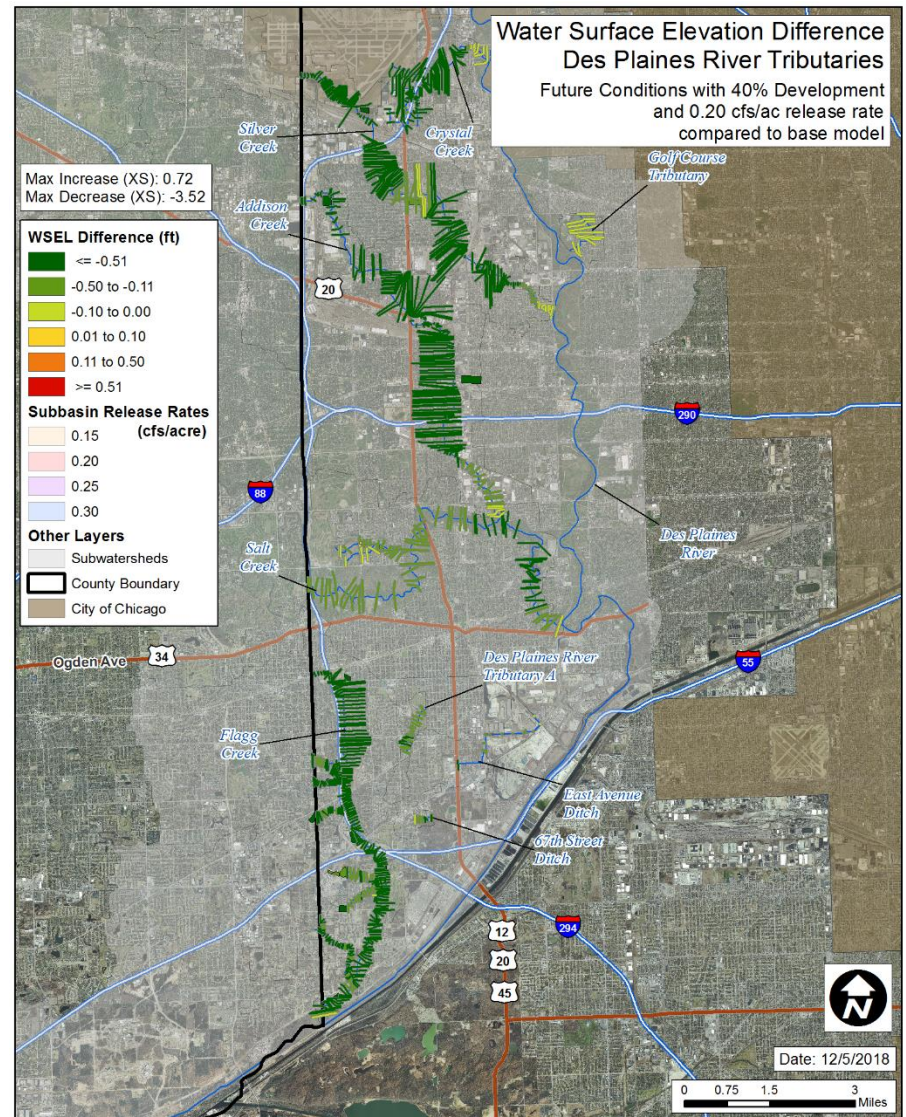 Water Surface Elevation Difference
Des Plaines River Tributaries
Future Conditions with 40% Development
and 0.20 cfs/ac release rate
compared to base model
Silver
Creek
Crystal
Creek
Golf Course
Tributary
Max Increase (XS): 0.72
Max Decrease (XS): -3.52
Addison
Creek
WSEL Difference (ft)
<= -0.51
-0.50 to -0.11
-0.10 to 0.00
0.01 to 0.10
0.11 to 0.50
>= 0.51
Subbasin Release Rates
(cfs/acre)
0.15
0.20
0.25
0.30
Other Layers
Subwatersheds
County Boundary
City of Chicago
20
290
88
Des Plaines
River
Salt
Creek
Ogden Ave
34
55
Des Plaines River
Tributary A
Flagg
Creek
East Avenue
Ditch
67th Street
Ditch
12
20
45
294
N
Date: 12/5/2018
0 0.75 1.5 3
Miles